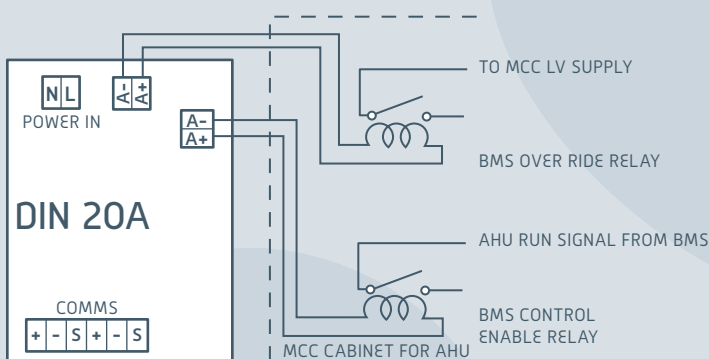 TO MCC LV SUPPLY
N L
A- A+
POWER IN
A-
A+
BMS OVER RIDE RELAY
DIN 20A
AHU RUN SIGNAL FROM BMS
COMMS
+ - S + - S
BMS CONTROL
ENABLE RELAY
MCC CABINET FOR AHU